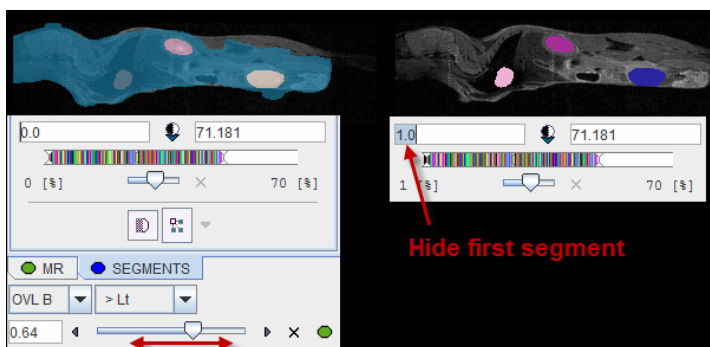 0.0 71.181
0 [%] 70 [%]
MR SEGMENTS
OVL B > Lt
0.64
1.0 71.181
1 [%] 70 [%]
Hide first segment